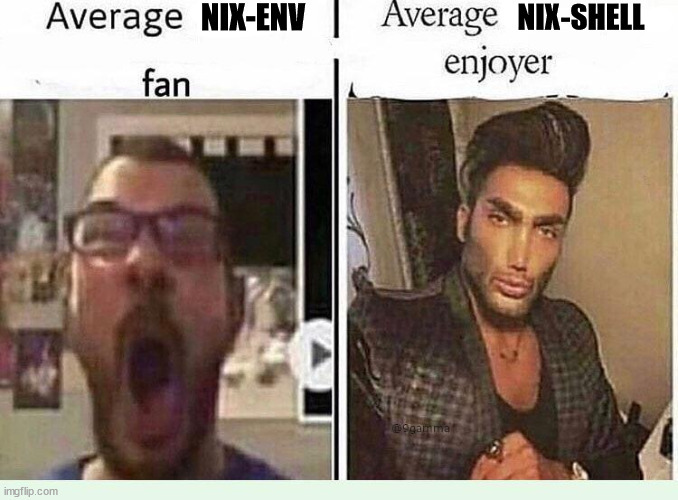 Average NIX-ENV
fan
Average NIX-SHELL
enjoyer
@9gamma
imgflip.com